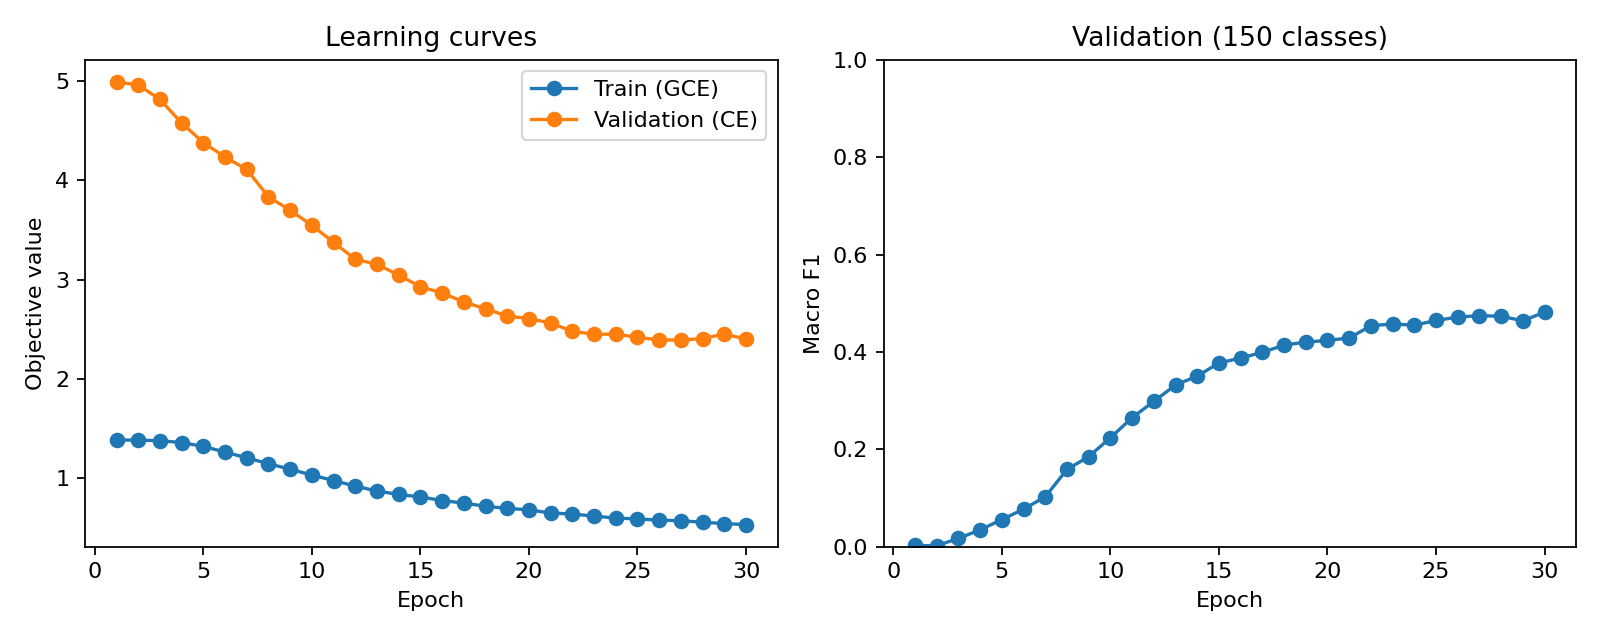 Learning curves
Train (GCE)
Validation (CE)
5
4
3
2
1
Objective value
0 5 10 15 20 25 30
Epoch
Validation (150 classes)
1.0
0.8
0.6
0.4
0.2
0.0
Macro F1
0 5 10 15 20 25 30
Epoch